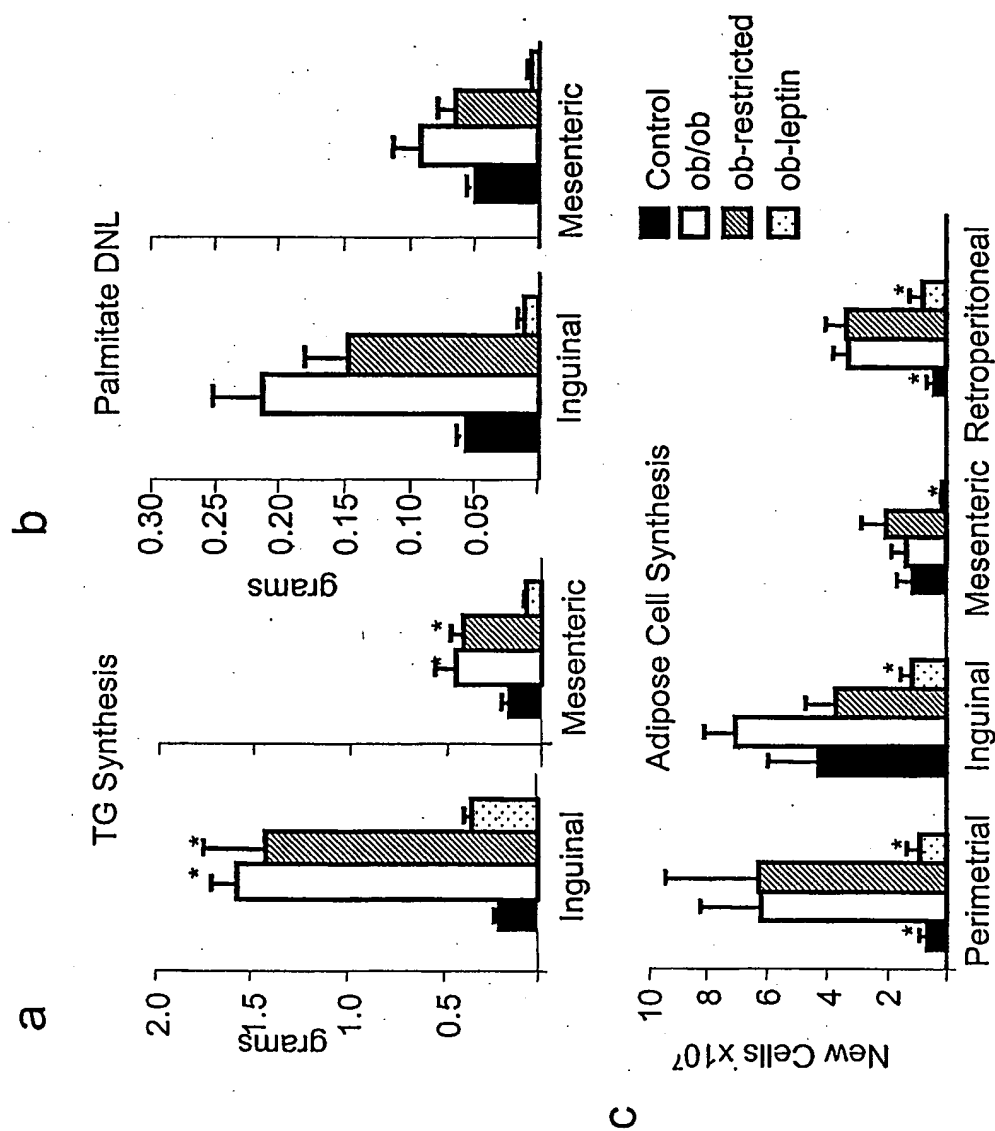 a
TG Synthesis
grams
2.0
1.5
1.0
0.5
*
*
Inguinal
*
*
Mesenteric
b
Palmitate DNL
grams
0.30
0.25
0.20
0.15
0.10
0.05
Inguinal
Mesenteric
c
Adipose Cell Synthesis
New Cells x10⁷
10
8
6
4
2
*
*
Perimetrial
*
Inguinal
*
Mesenteric
*
*
Retroperitoneal
Control
ob/ob
ob-restricted
ob-leptin